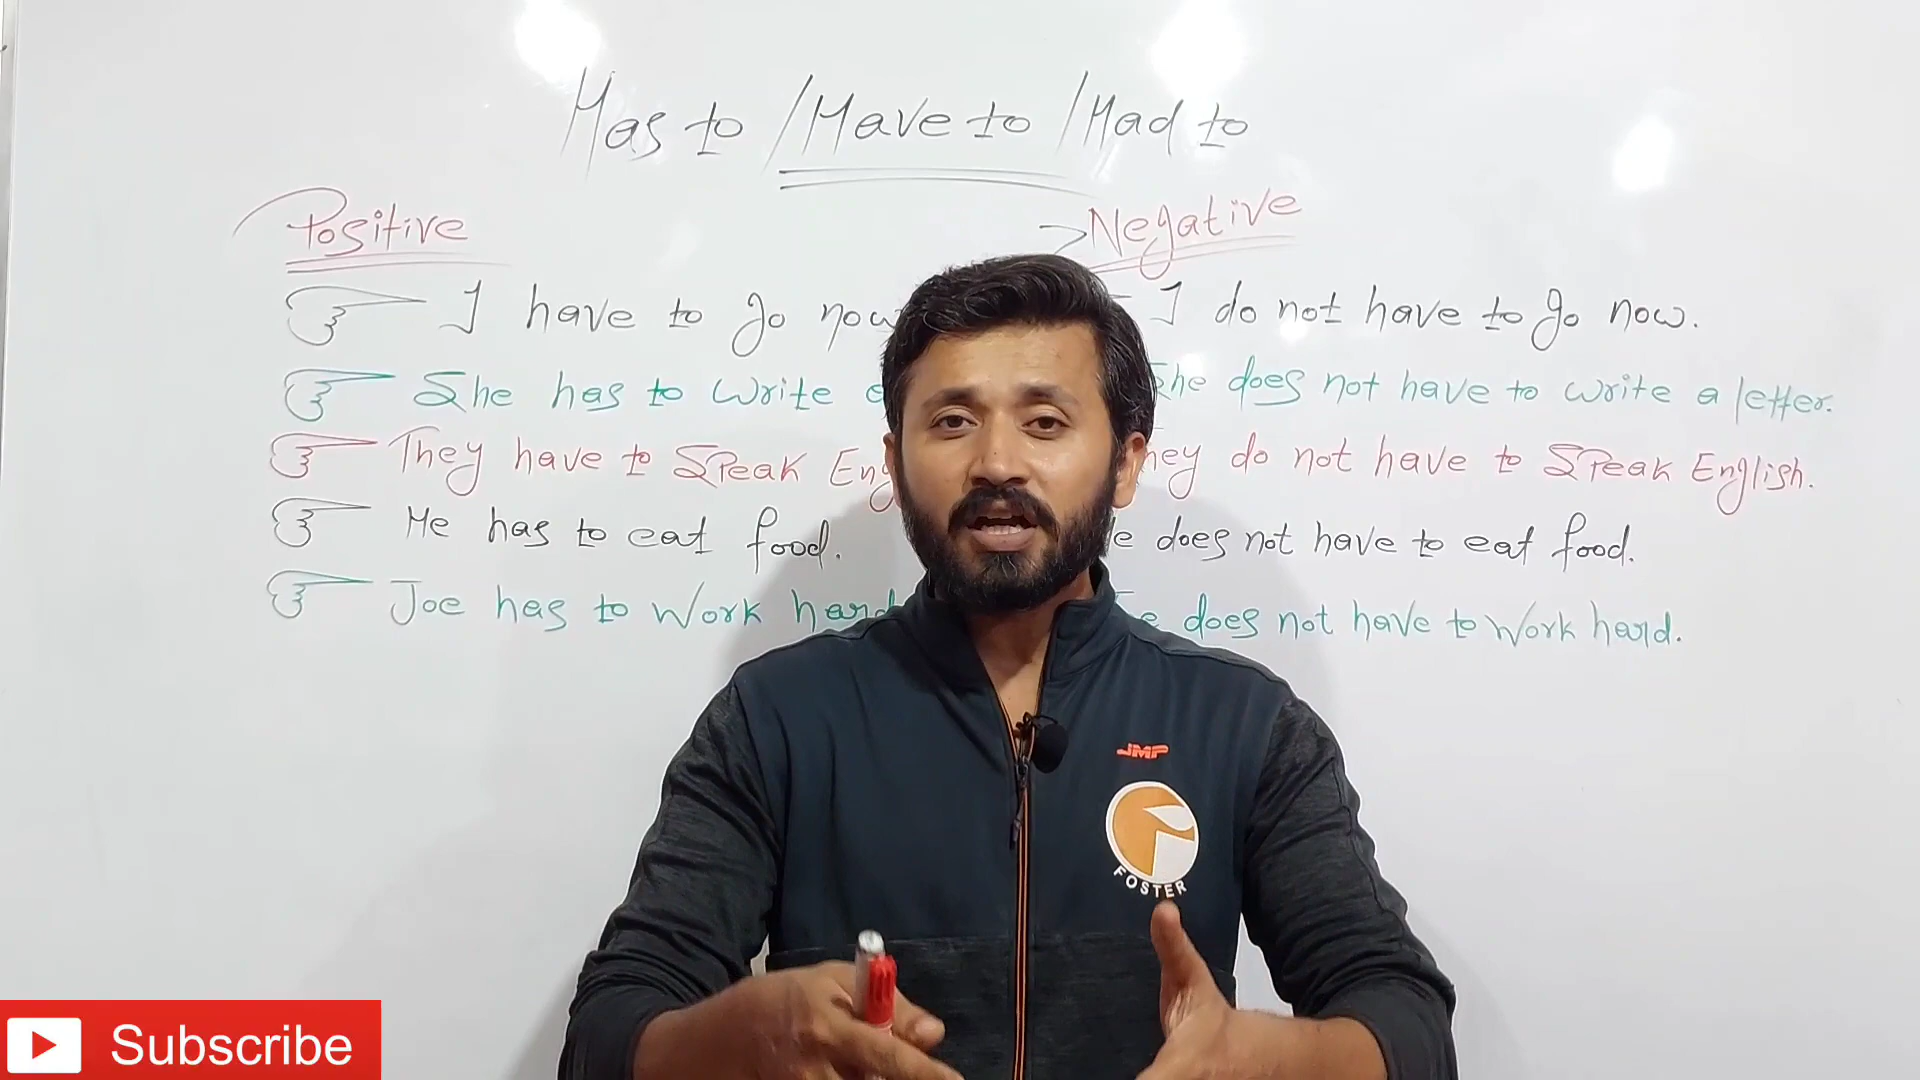 Has to / Have to / Had to
Positive
Negative
I have to go now
I do not have to go now.
She has to write
She does not have to write a letter.
They have to speak Eng
They do not have to speak English.
He has to eat food.
He does not have to eat food.
Joe has to work hard
does not have to work hard.
JMP
FOSTER
Subscribe